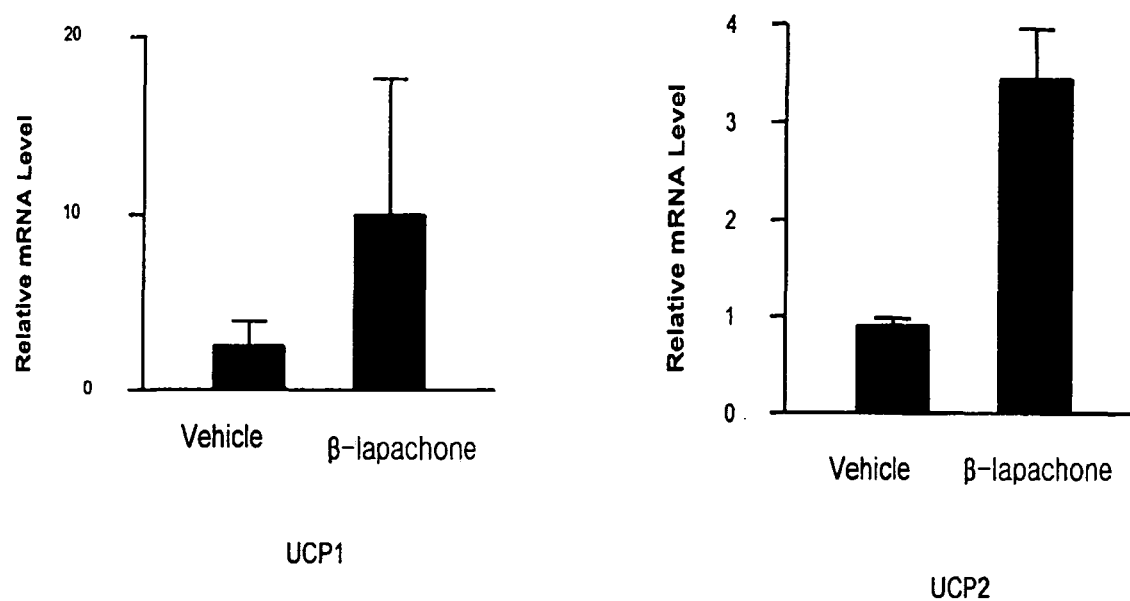 20
10
0
Relative mRNA Level
Vehicle
β-lapachone
UCP1
4
3
2
1
0
Relative mRNA Level
Vehicle
β-lapachone
UCP2